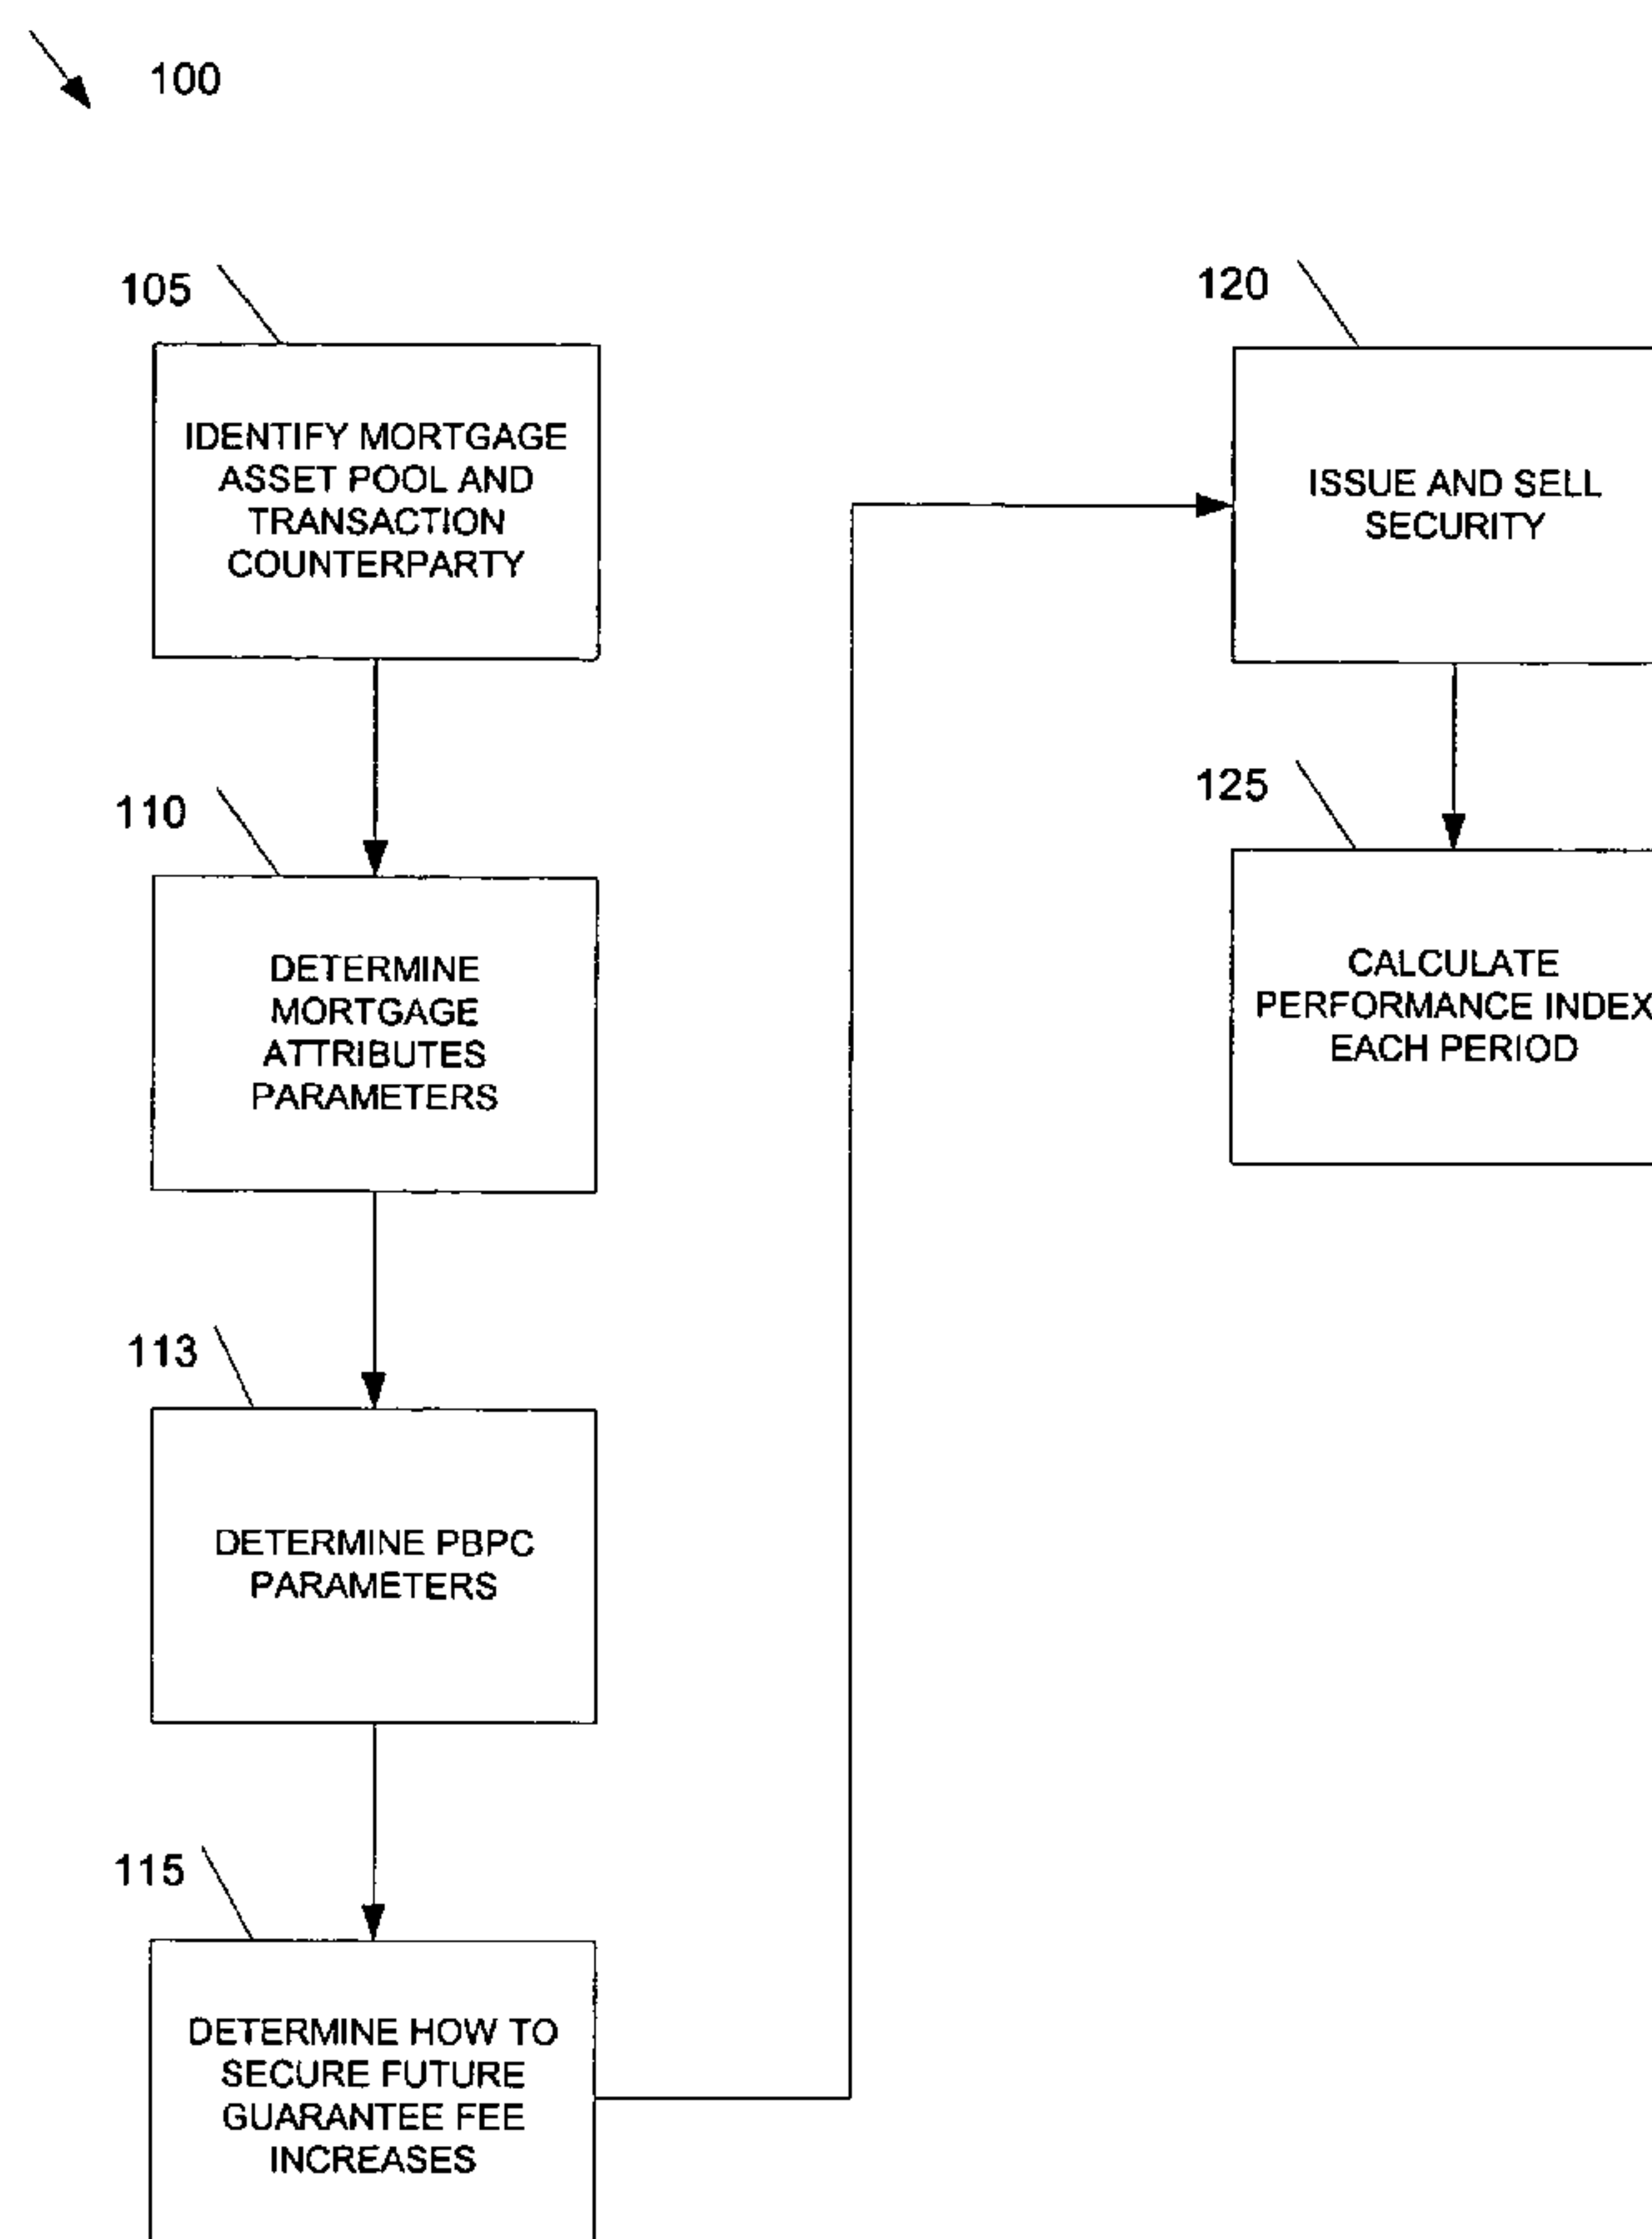 100
105
IDENTIFY MORTGAGE
ASSET POOL AND
TRANSACTION
COUNTERPARTY
110
DETERMINE
MORTGAGE
ATTRIBUTES
PARAMETERS
113
DETERMINE PBPC
PARAMETERS
115
DETERMINE HOW TO
SECURE FUTURE
GUARANTEE FEE
INCREASES
120
ISSUE AND SELL
SECURITY
125
CALCULATE
PERFORMANCE INDEX
EACH PERIOD